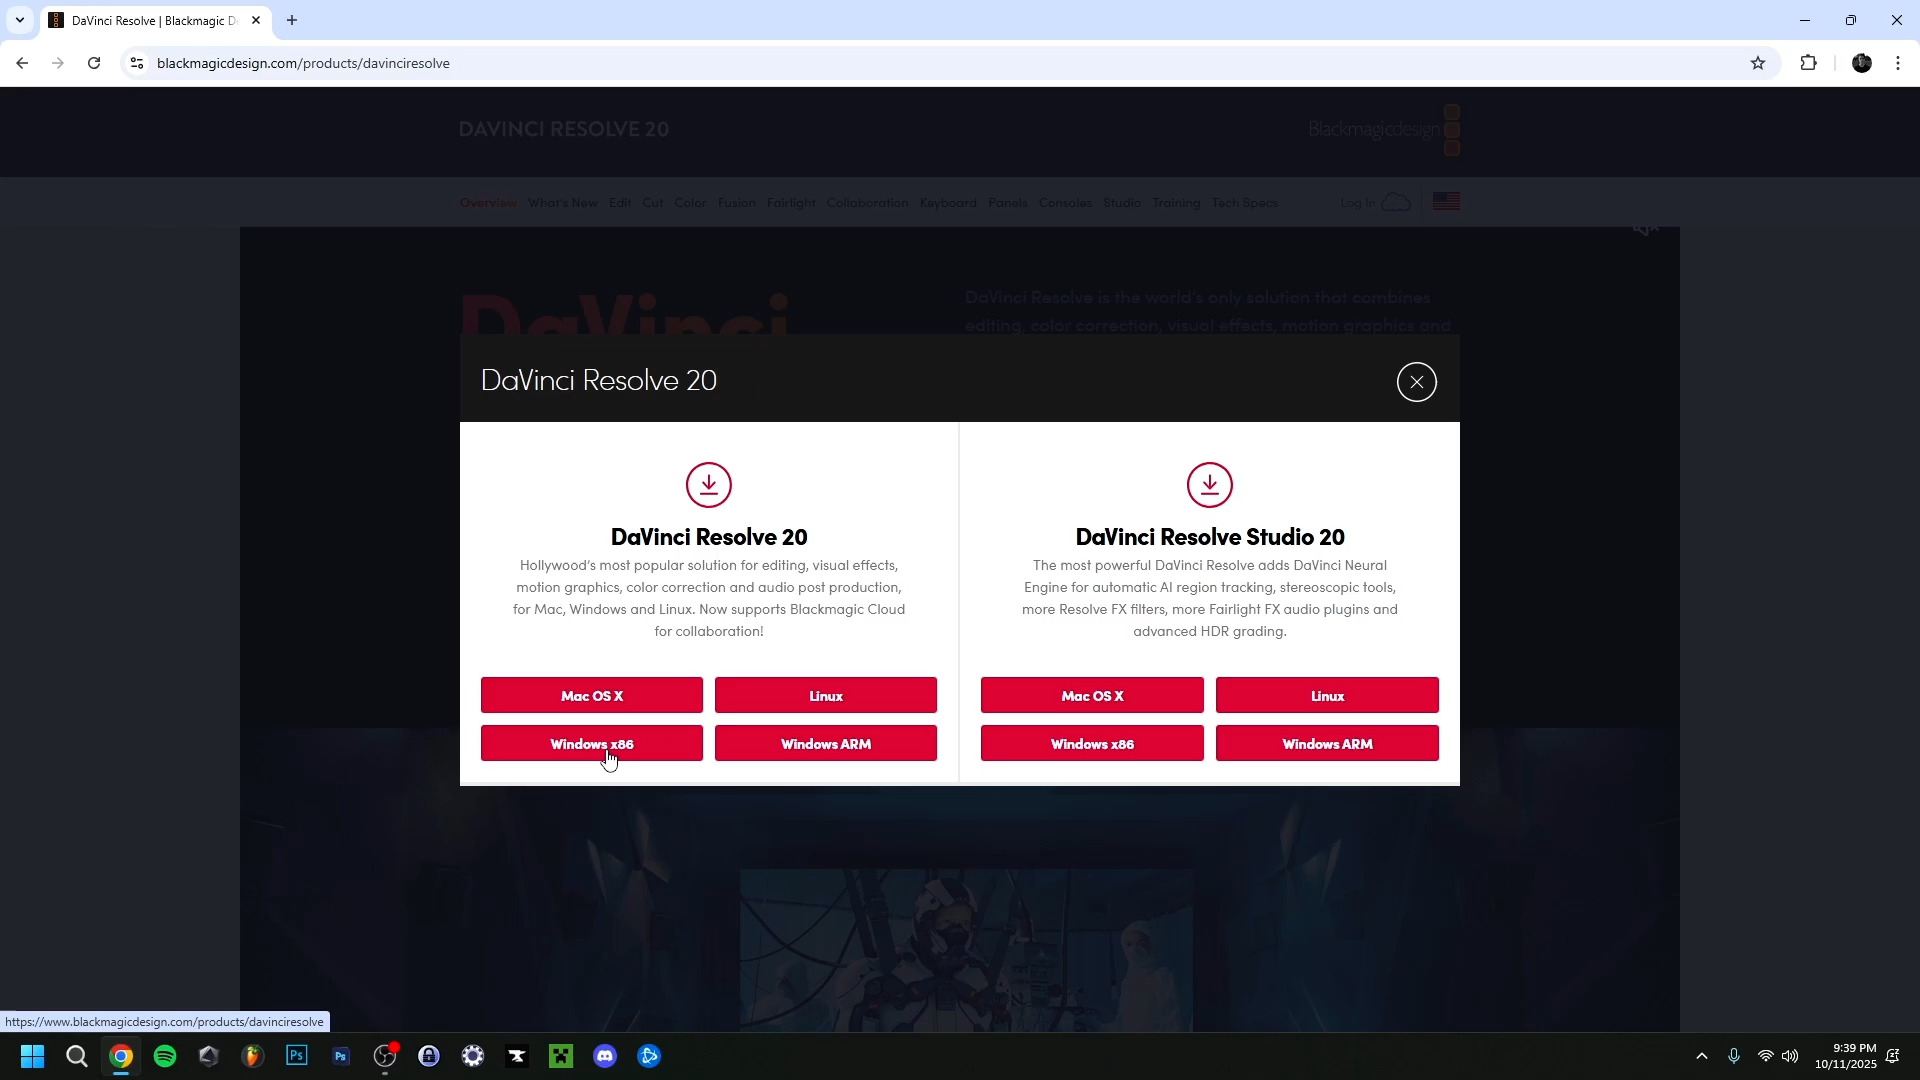 DaVinci Resolve | Blackmagic De
blackmagicdesign.com/products/davinciresolve
DAVINCI RESOLVE 20
Blackmagicdesign
Overview What's New Edit Cut Color Fusion Fairlight Collaboration Keyboard Panels Consoles Studio Training Tech Specs Log In
DaVinci
DaVinci Resolve is the world's only solution that combines
editing, color correction, visual effects, motion graphics and
DaVinci Resolve 20
DaVinci Resolve 20
Hollywood's most popular solution for editing, visual effects,
motion graphics, color correction and audio post production,
for Mac, Windows and Linux. Now supports Blackmagic Cloud
for collaboration!
Mac OS X
Linux
Windows x86
Windows ARM
DaVinci Resolve Studio 20
The most powerful DaVinci Resolve adds DaVinci Neural
Engine for automatic AI region tracking, stereoscopic tools,
more Resolve FX filters, more Fairlight FX audio plugins and
advanced HDR grading.
Mac OS X
Linux
Windows x86
Windows ARM
https://www.blackmagicdesign.com/products/davinciresolve
Ps
Ps
9:39 PM
10/11/2025